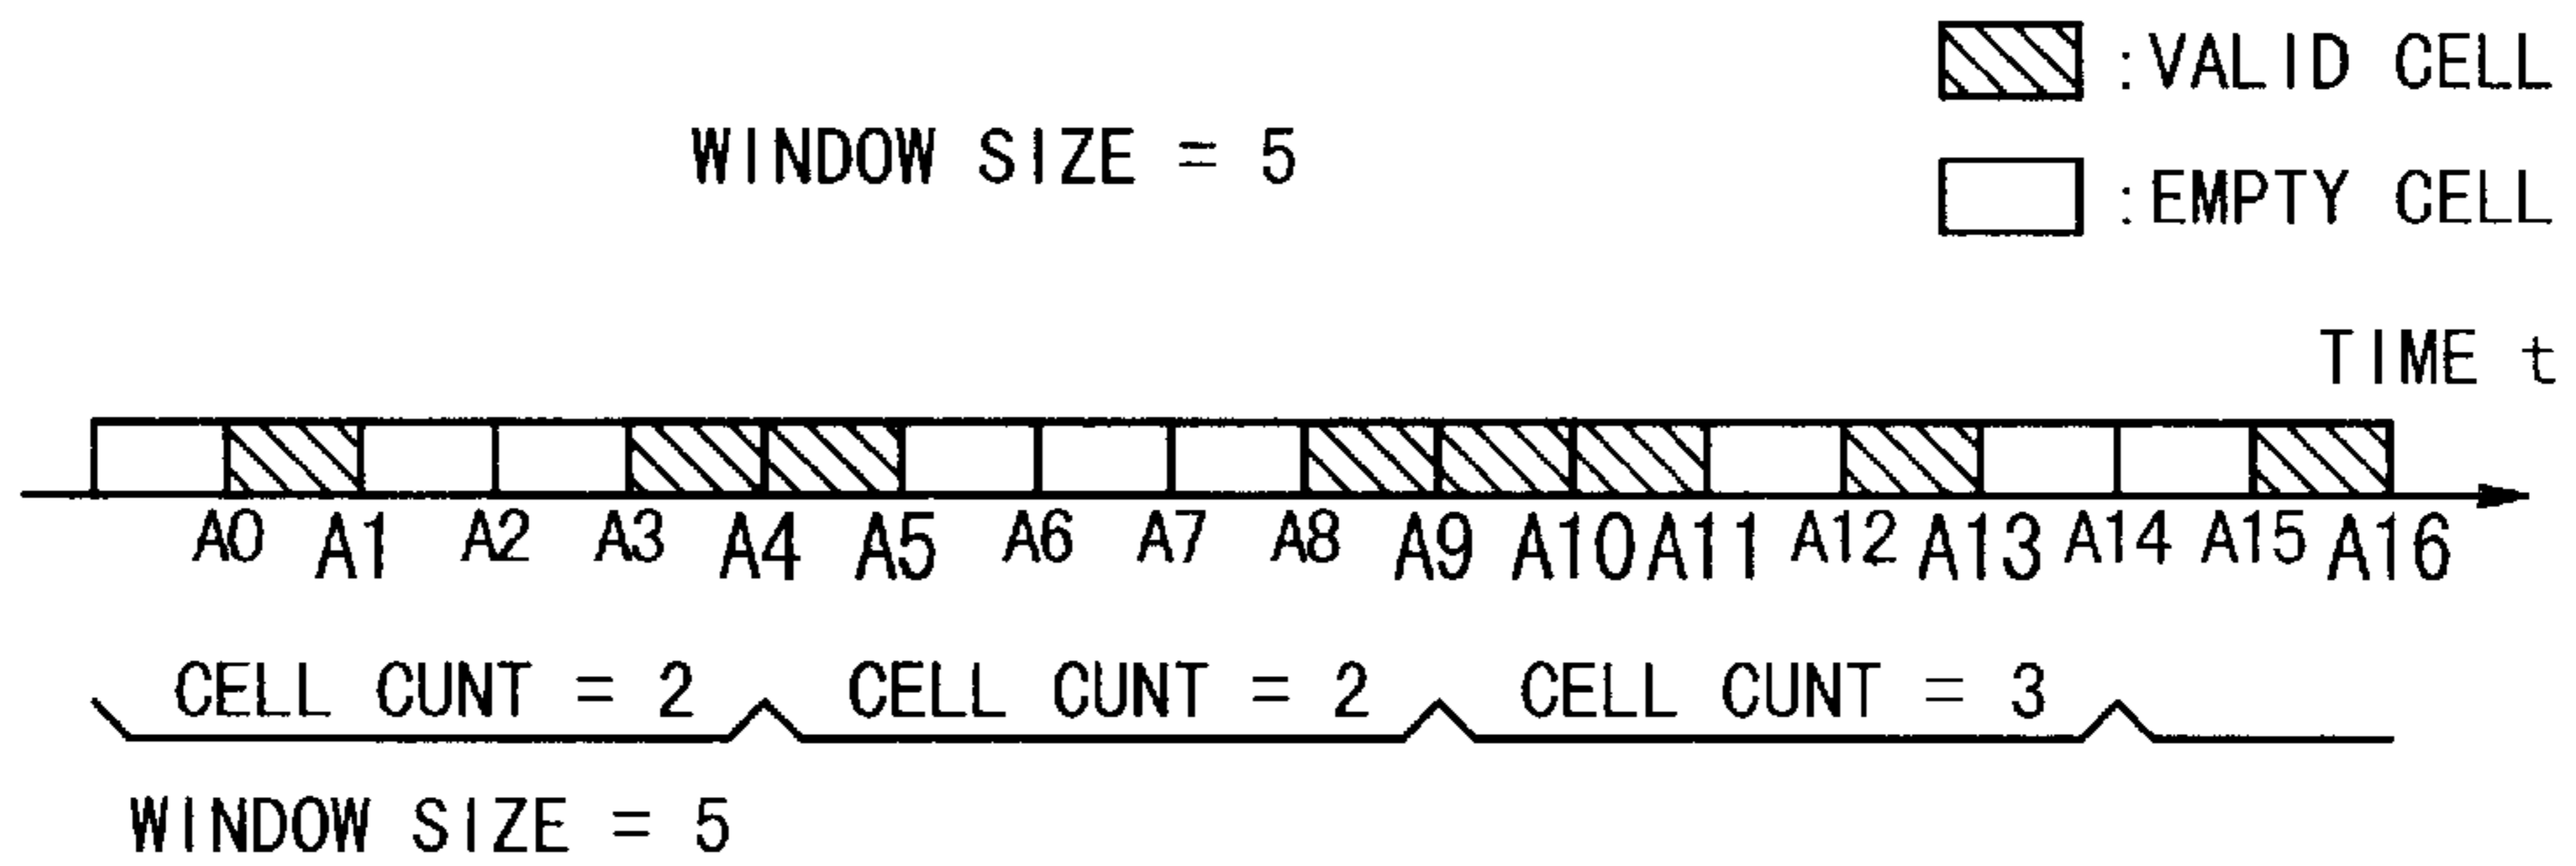 :VALID CELL
WINDOW SIZE = 5
:EMPTY CELL
TIME t
A0 A1 A2 A3 A4 A5 A6 A7 A8 A9 A10 A11 A12 A13 A14 A15 A16
CELL CUNT = 2 CELL CUNT = 2 CELL CUNT = 3
WINDOW SIZE = 5